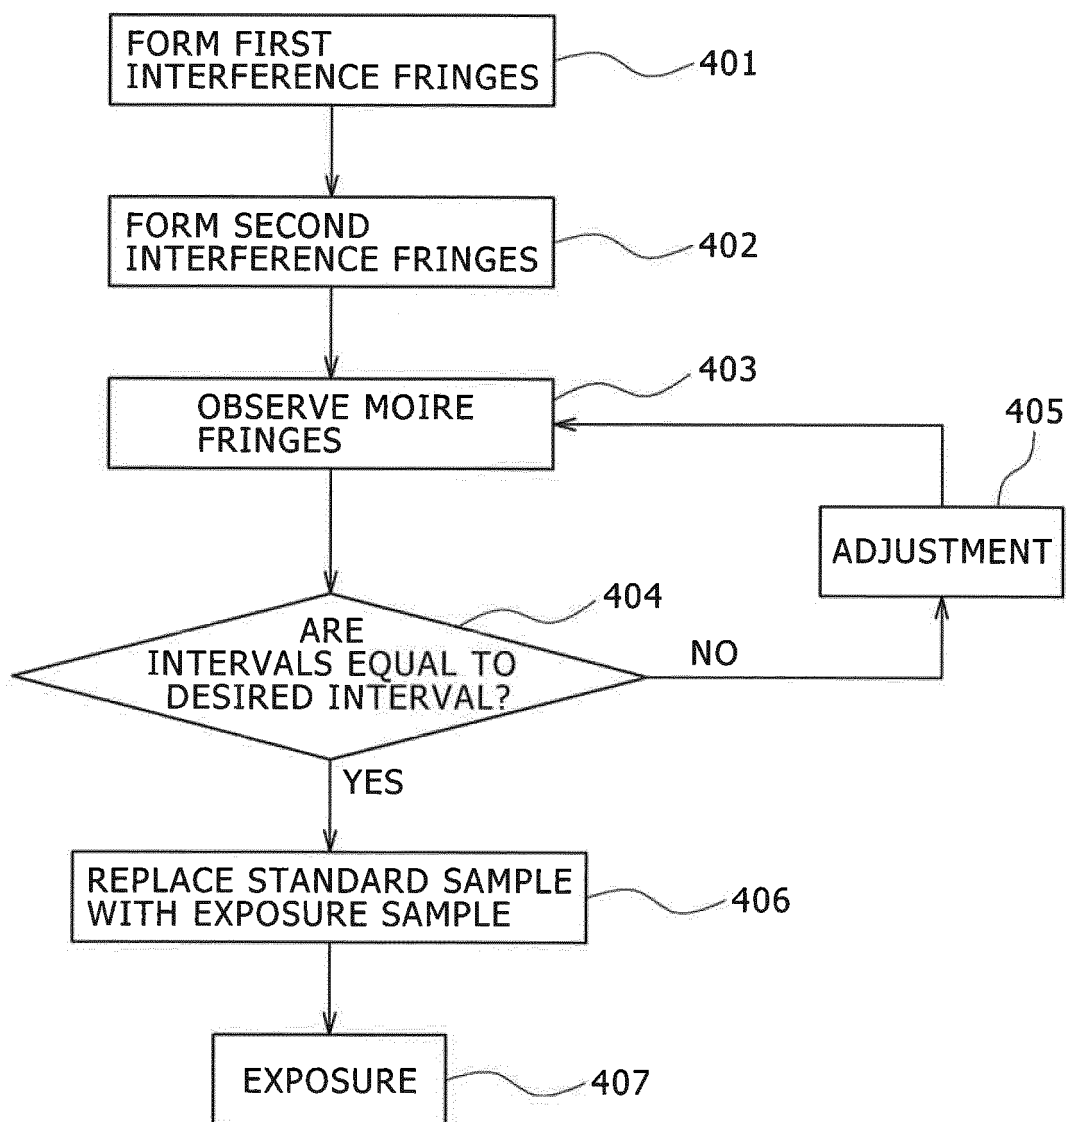 FORM FIRST
INTERFERENCE FRINGES
401
FORM SECOND
INTERFERENCE FRINGES
402
OBSERVE MOIRE
FRINGES
403
405
ADJUSTMENT
404
ARE
INTERVALS EQUAL TO
DESIRED INTERVAL?
NO
YES
REPLACE STANDARD SAMPLE
WITH EXPOSURE SAMPLE
406
EXPOSURE
407